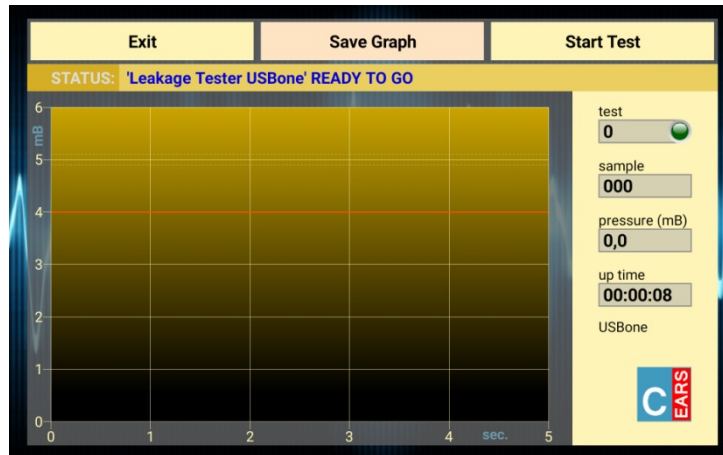 Exit Save Graph Start Test
STATUS: 'Leakage Tester USBone' READY TO GO
6
mB
5
4
3
2
1
0
0 1 2 3 4 sec. 5
test
0
sample
000
pressure (mB)
0,0
up time
00:00:08
USBone
C EARS